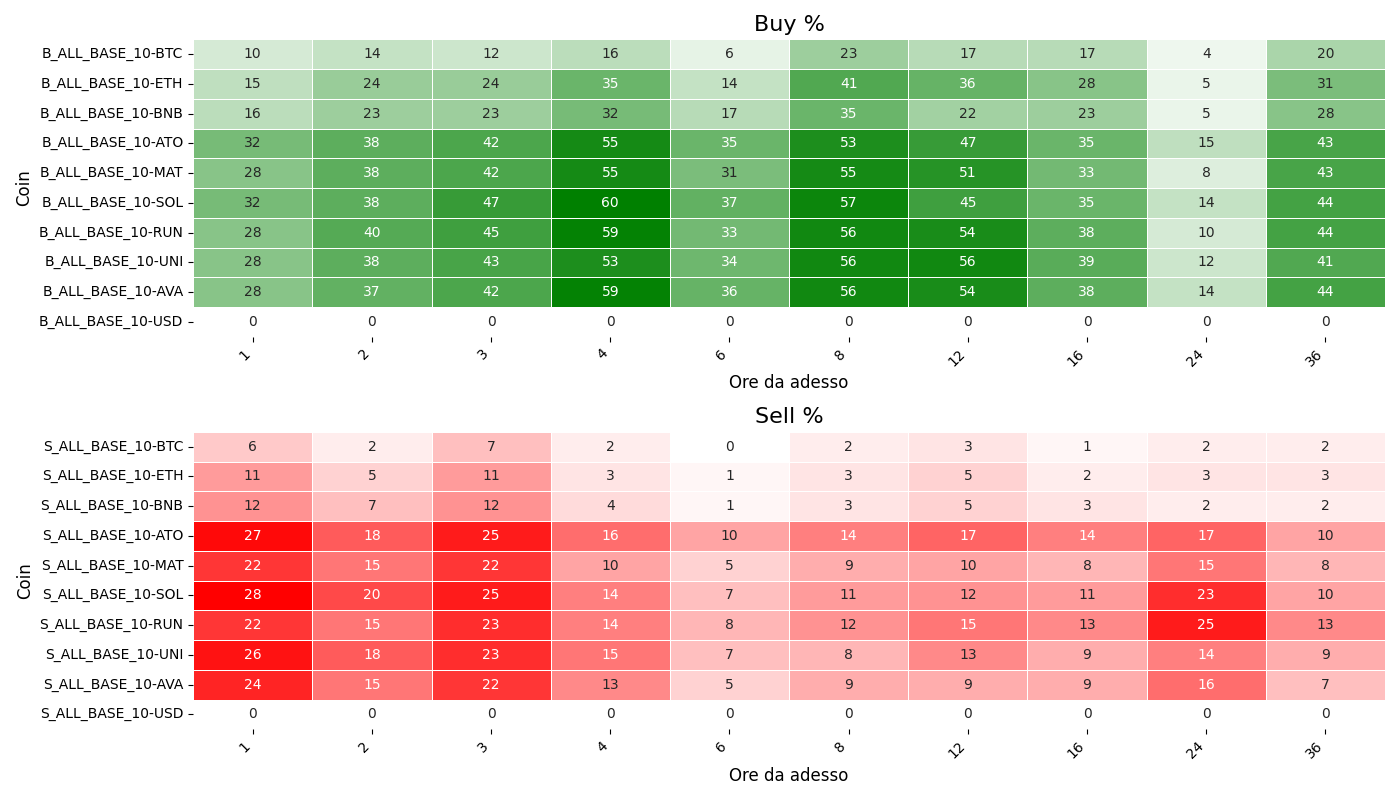 Buy %
B_ALL_BASE_10-BTC 10 14 12 16 6 23 17 17 4 20
B_ALL_BASE_10-ETH 15 24 24 35 14 41 36 28 5 31
B_ALL_BASE_10-BNB 16 23 23 32 17 35 22 23 5 28
B_ALL_BASE_10-ATO 32 38 42 55 35 53 47 35 15 43
B_ALL_BASE_10-MAT 28 38 42 55 31 55 51 33 8 43
B_ALL_BASE_10-SOL 32 38 47 60 37 57 45 35 14 44
B_ALL_BASE_10-RUN 28 40 45 59 33 56 54 38 10 44
B_ALL_BASE_10-UNI 28 38 43 53 34 56 56 39 12 41
B_ALL_BASE_10-AVA 28 37 42 59 36 56 54 38 14 44
B_ALL_BASE_10-USD 0 0 0 0 0 0 0 0 0 0
Coin
1 2 3 4 6 8 12 16 24 36
Ore da adesso
Sell %
S_ALL_BASE_10-BTC 6 2 7 2 0 2 3 1 2 2
S_ALL_BASE_10-ETH 11 5 11 3 1 3 5 2 3 3
S_ALL_BASE_10-BNB 12 7 12 4 1 3 5 3 2 2
S_ALL_BASE_10-ATO 27 18 25 16 10 14 17 14 17 10
S_ALL_BASE_10-MAT 22 15 22 10 5 9 10 8 15 8
S_ALL_BASE_10-SOL 28 20 25 14 7 11 12 11 23 10
S_ALL_BASE_10-RUN 22 15 23 14 8 12 15 13 25 13
S_ALL_BASE_10-UNI 26 18 23 15 7 8 13 9 14 9
S_ALL_BASE_10-AVA 24 15 22 13 5 9 9 9 16 7
S_ALL_BASE_10-USD 0 0 0 0 0 0 0 0 0 0
Coin
1 2 3 4 6 8 12 16 24 36
Ore da adesso